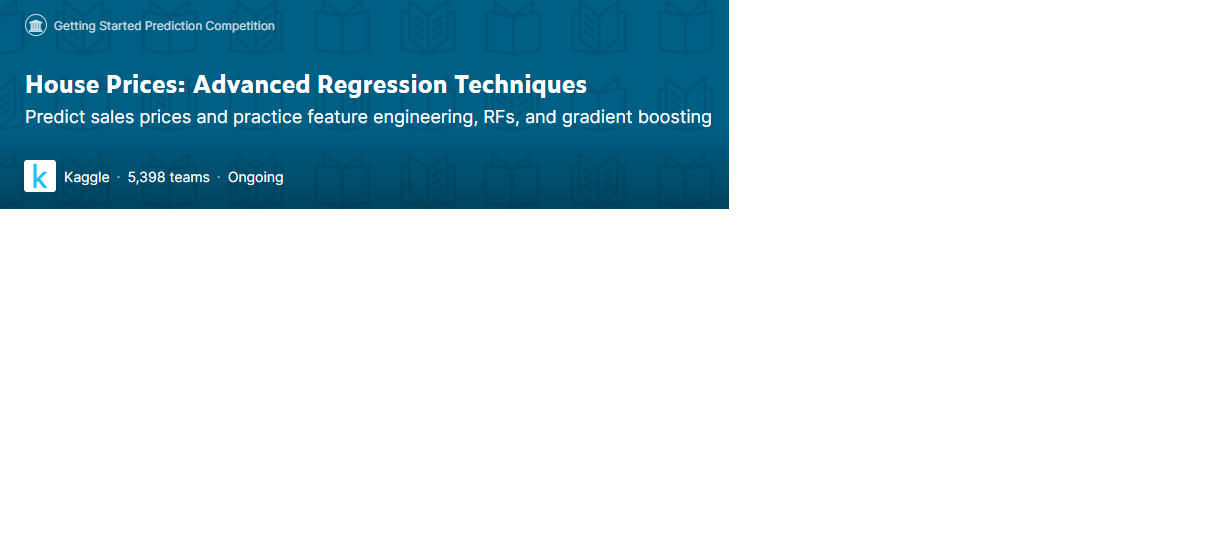 Getting Started Prediction Competition
House Prices: Advanced Regression Techniques
Predict sales prices and practice feature engineering, RFs, and gradient boosting
k Kaggle · 5,398 teams · Ongoing